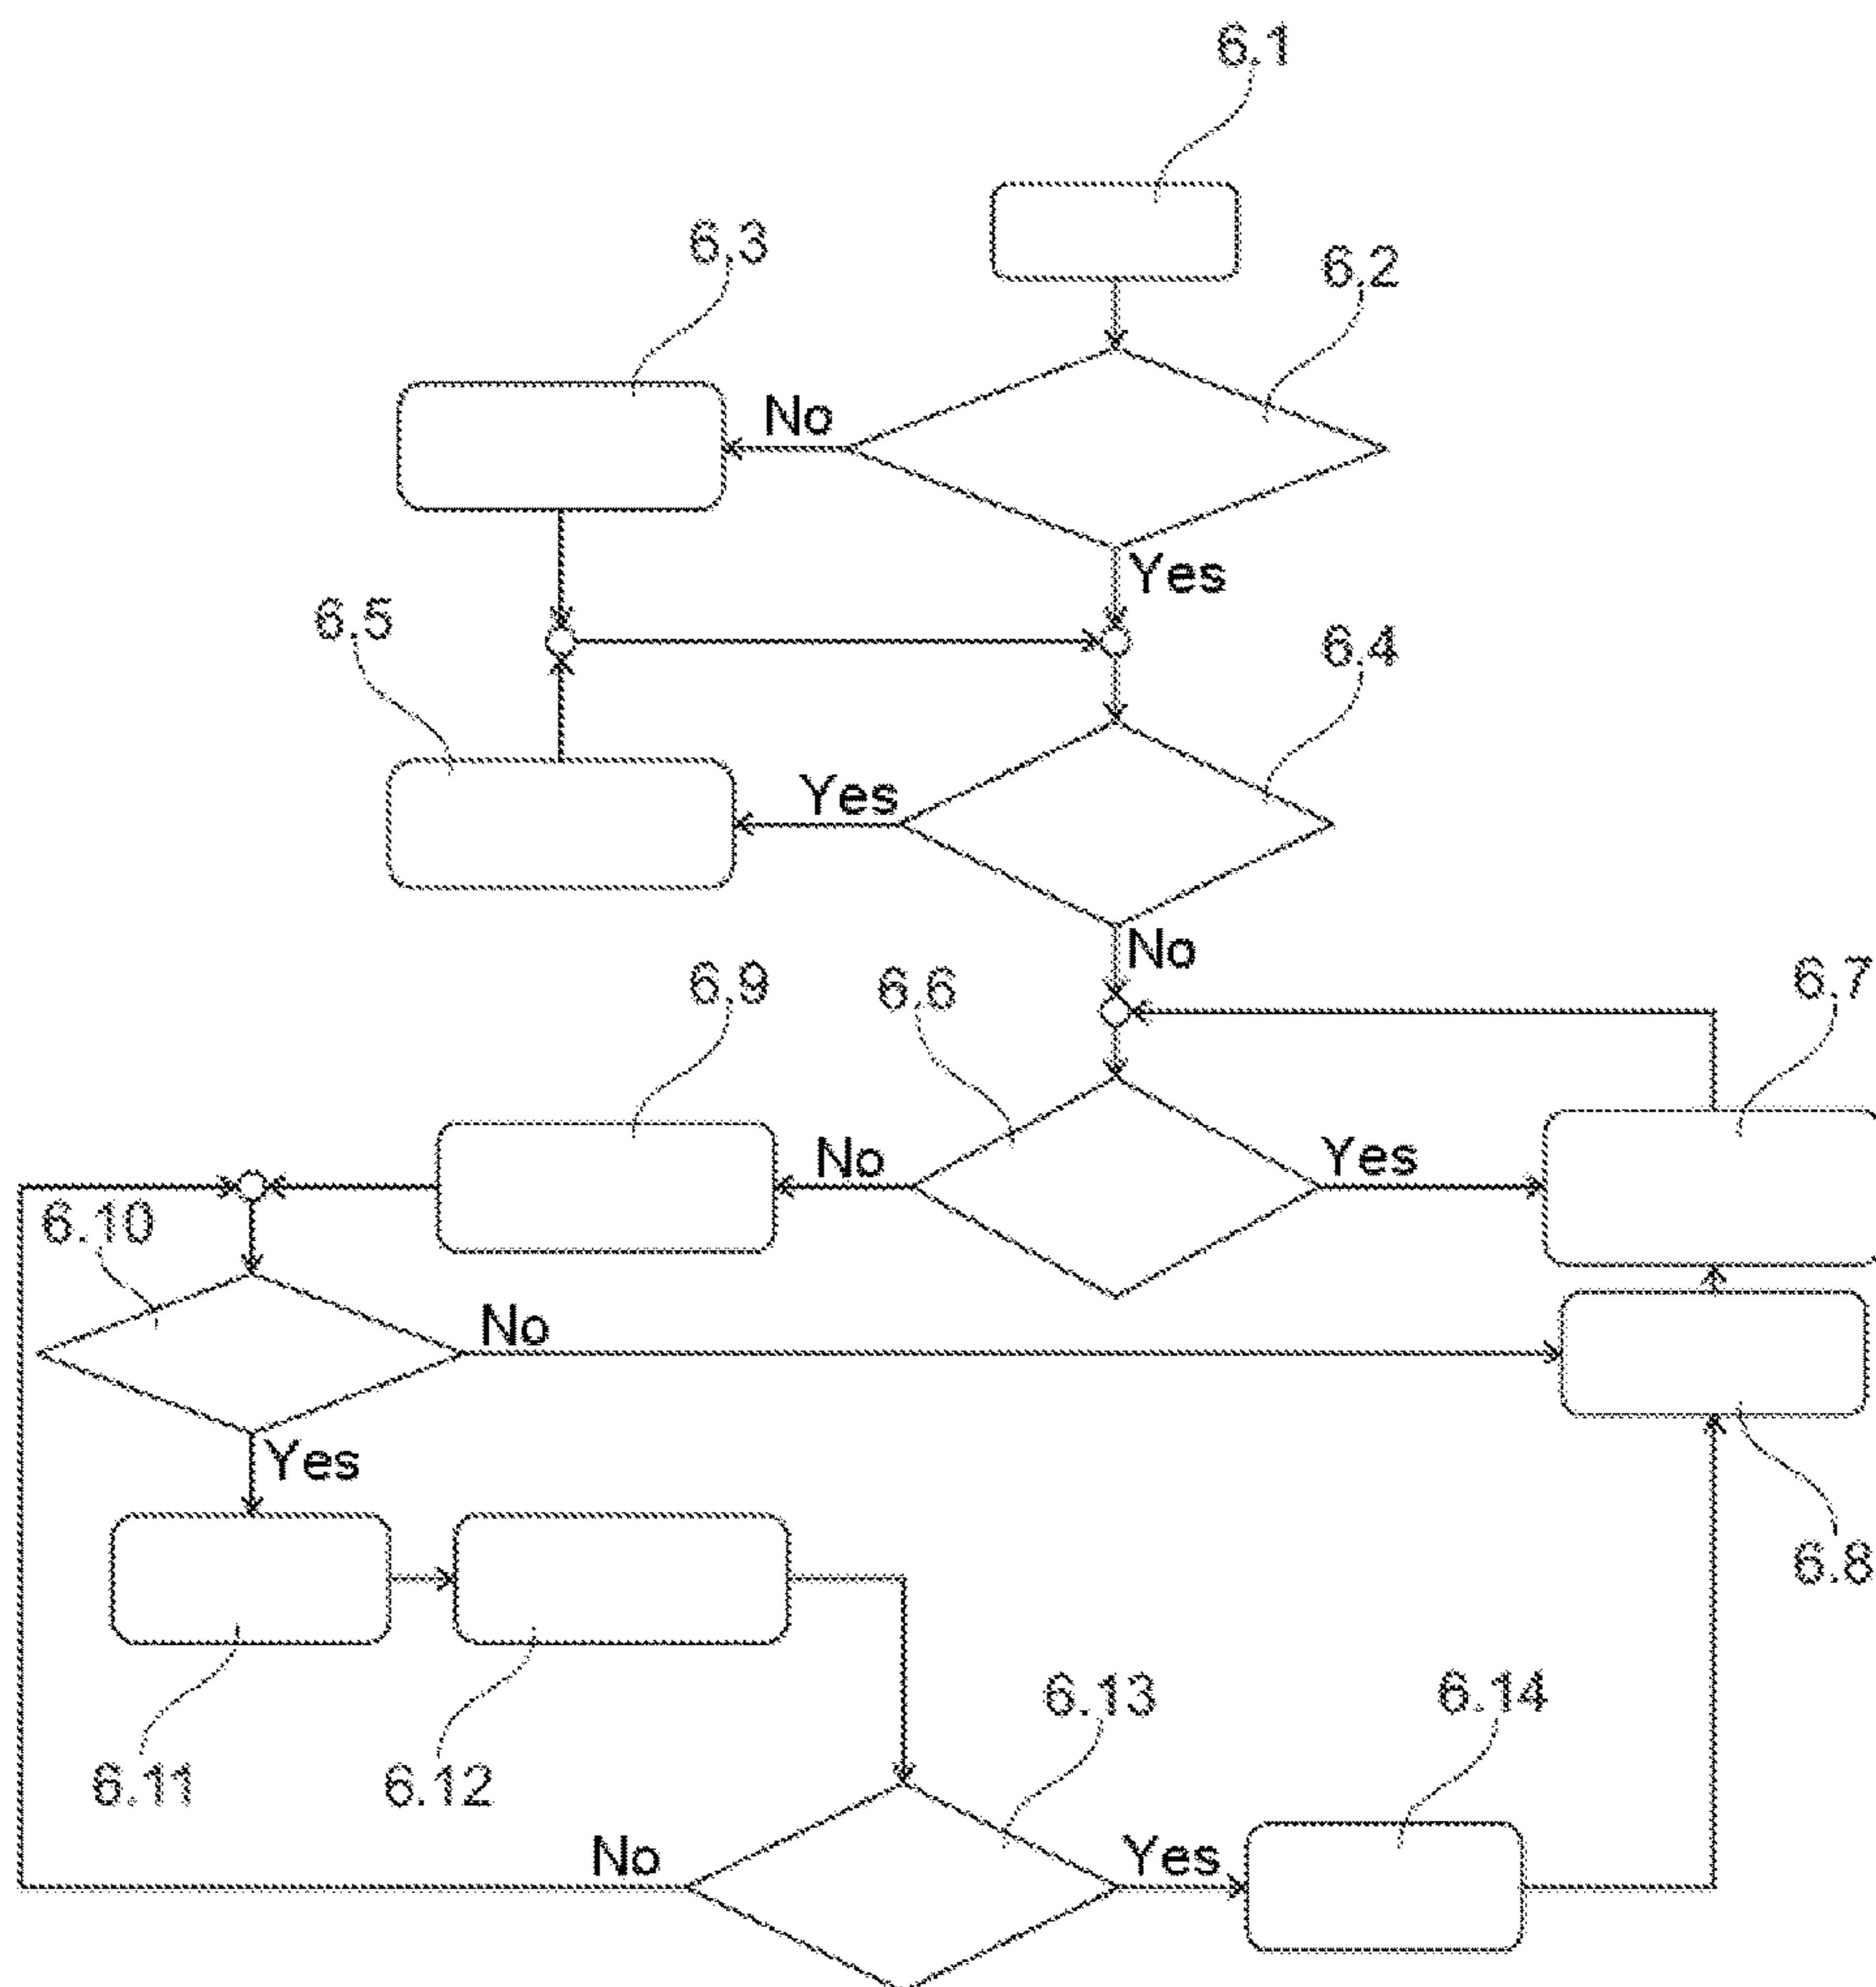 6.1
6.3
6.2
No
Yes
6.5
6.4
Yes
No
6.9
6.6
6.7
No
Yes
6.10
No
Yes
6.8
6.13
6.14
6.11
6.12
No
Yes